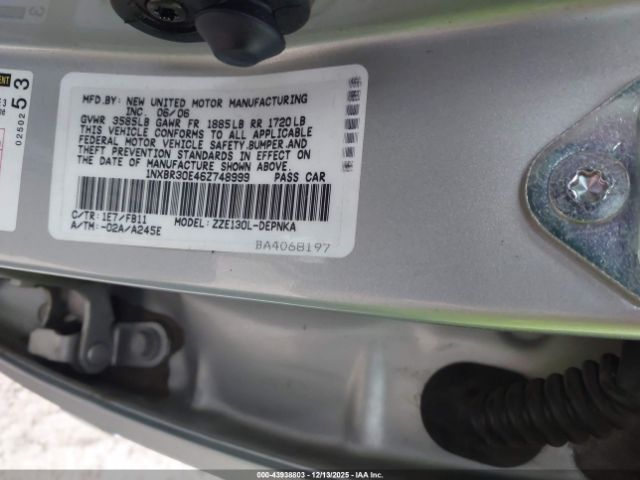 MFD. BY: NEW UNITED MOTOR MANUFACTURING
INC. 06/06
GVWR 3585LB GAWR FR 1885LB RR 1720LB
THIS VEHICLE CONFORMS TO ALL APPLICABLE
FEDERAL MOTOR VEHICLE SAFETY,BUMPER,AND
THEFT PREVENTION STANDARDS IN EFFECT ON
THE DATE OF MANUFACTURE SHOWN ABOVE.
1NXBR30E46Z748999 PASS CAR
C/TR: 1E7/FB11 MODEL: ZZE130L-DEPNKA
A/TM: -02A/A245E
BA4068197
0250253
000-43938803 - 12/13/2025 - COPYRIGHT IAA